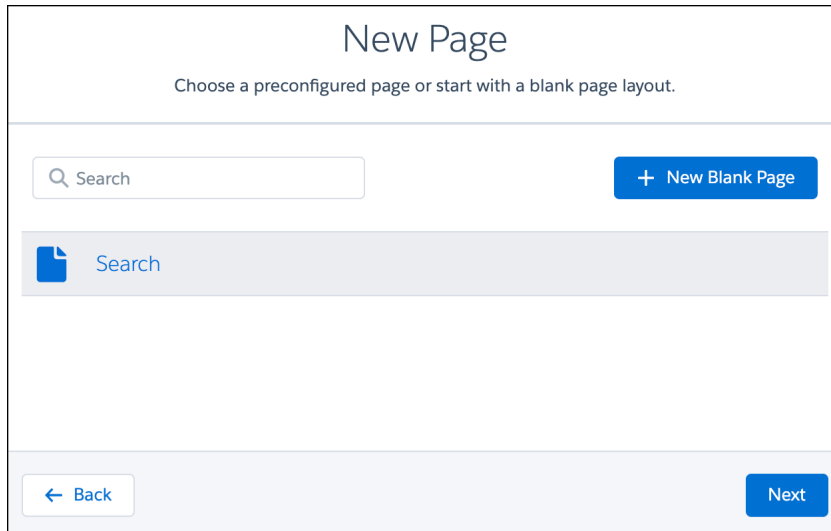 New Page
Choose a preconfigured page or start with a blank page layout.
Search
+ New Blank Page
Search
← Back
Next